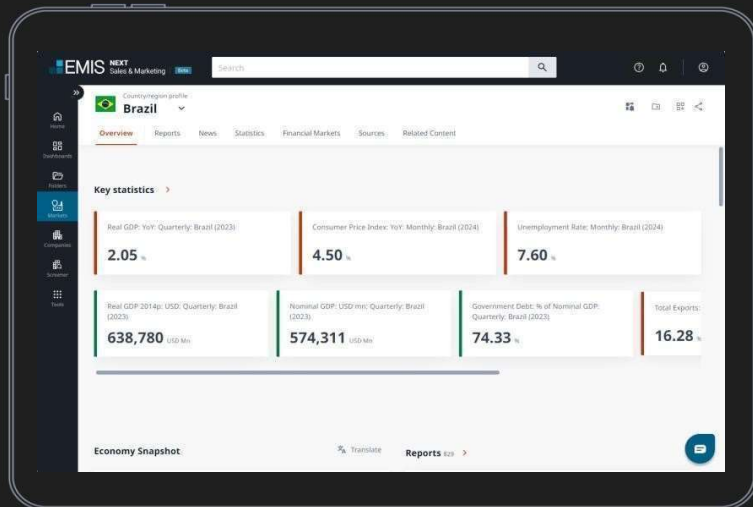 EMIS NEXT
Sales & Marketing Beta
Search
Country/region profile
Brazil
Overview Reports News Statistics Financial Markets Sources Related Content
Home
Dashboards
Folders
Markets
Companies
Screener
Tools
Key statistics >
Real GDP: YoY: Quarterly: Brazil (2023)
2.05 %
Consumer Price Index: YoY: Monthly: Brazil (2024)
4.50 %
Unemployment Rate: Monthly: Brazil (2024)
7.60 %
Real GDP 2014p: USD: Quarterly: Brazil
(2023)
638,780 USD Mn
Nominal GDP: USD mn: Quarterly: Brazil
(2023)
574,311 USD Mn
Government Debt: % of Nominal GDP:
Quarterly: Brazil (2023)
74.33 %
Total Exports:
16.28 %
Economy Snapshot
Translate
Reports 829 >